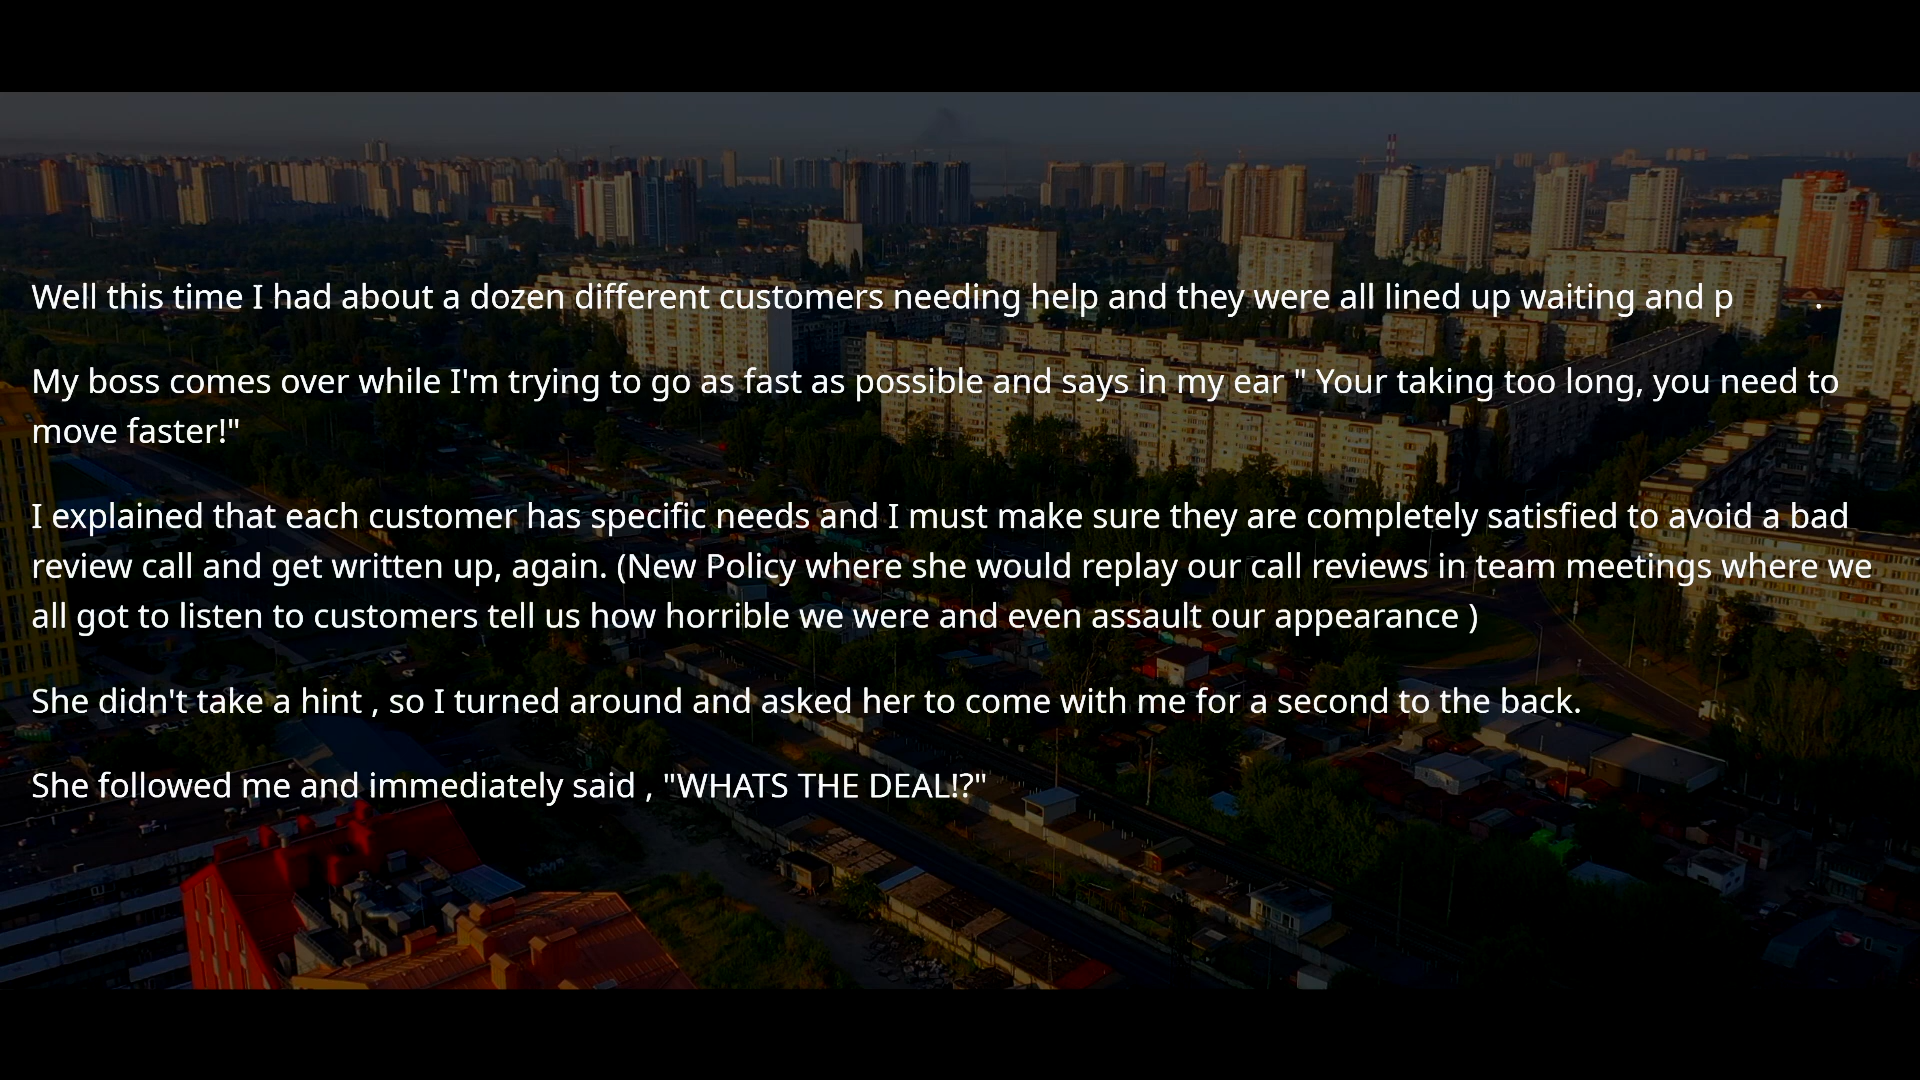 Well this time I had about a dozen different customers needing help and they were all lined up waiting and p .
My boss comes over while I'm trying to go as fast as possible and says in my ear " Your taking too long, you need to
move faster!"
I explained that each customer has specific needs and I must make sure they are completely satisfied to avoid a bad
review call and get written up, again. (New Policy where she would replay our call reviews in team meetings where we
all got to listen to customers tell us how horrible we were and even assault our appearance )
She didn't take a hint , so I turned around and asked her to come with me for a second to the back.
She followed me and immediately said , "WHATS THE DEAL!?"